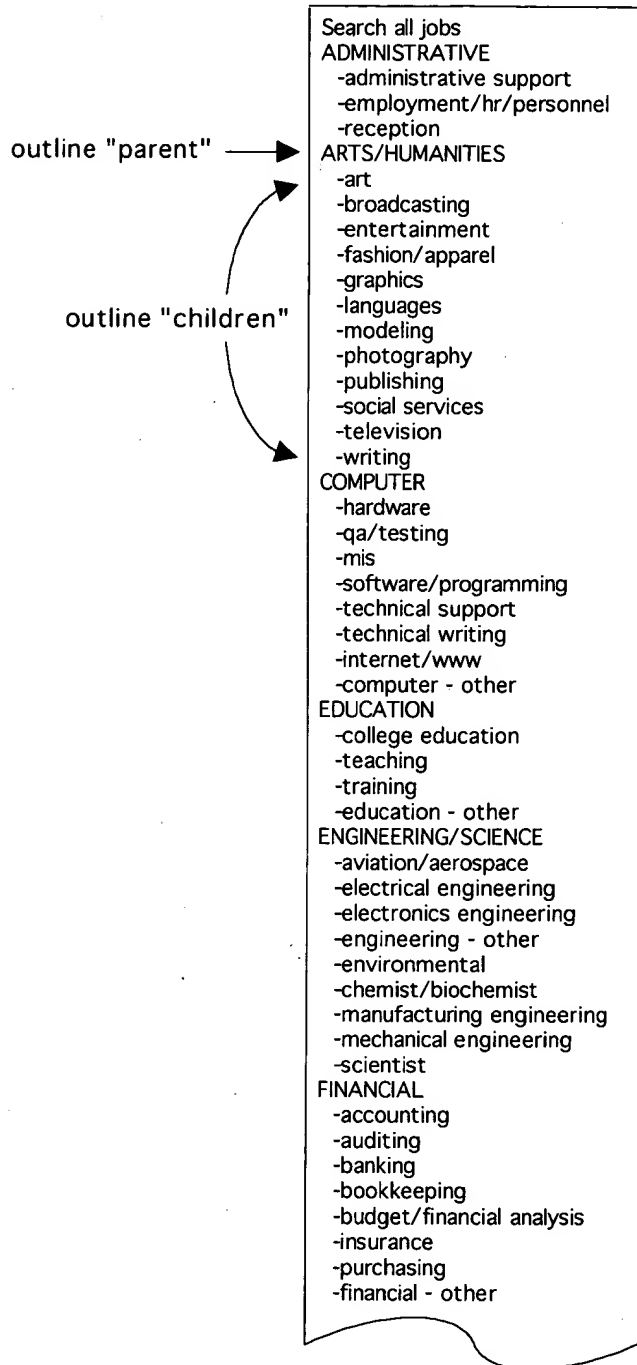 Search all jobs
ADMINISTRATIVE
-administrative support
-employment/hr/personnel
-reception
outline "parent"
ARTS/HUMANITIES
-art
-broadcasting
-entertainment
-fashion/apparel
-graphics
-languages
outline "children"
-modeling
-photography
-publishing
-social services
-television
-writing
COMPUTER
-hardware
-qa/testing
-mis
-software/programming
-technical support
-technical writing
-internet/www
-computer - other
EDUCATION
-college education
-teaching
-training
-education - other
ENGINEERING/SCIENCE
-aviation/aerospace
-electrical engineering
-electronics engineering
-engineering - other
-environmental
-chemist/biochemist
-manufacturing engineering
-mechanical engineering
-scientist
FINANCIAL
-accounting
-auditing
-banking
-bookkeeping
-budget/financial analysis
-insurance
-purchasing
-financial - other